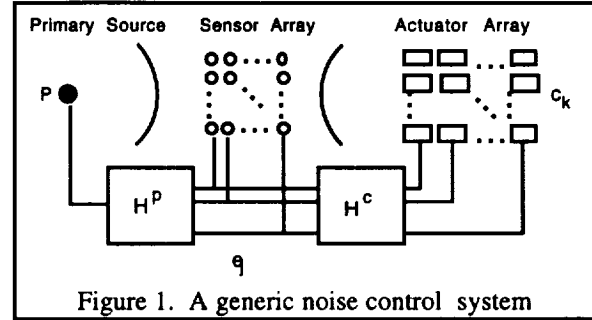 Primary Source Sensor Array Actuator Array
P
c_k
H^p H^c
Figure 1. A generic noise control system